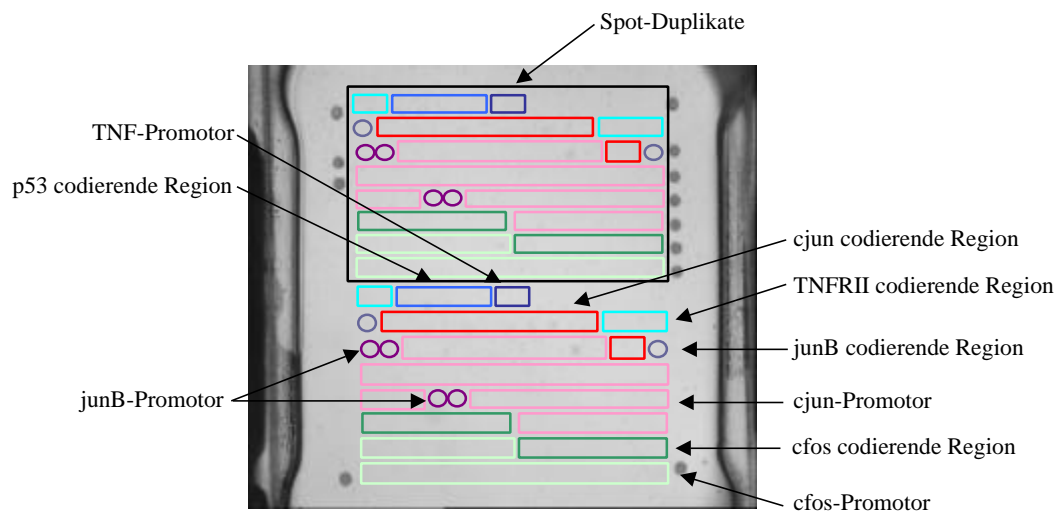 Spot-Duplikate
TNF-Promotor
p53 codierende Region
cjun codierende Region
TNFRII codierende Region
junB codierende Region
junB-Promotor
cjun-Promotor
cfos codierende Region
cfos-Promotor